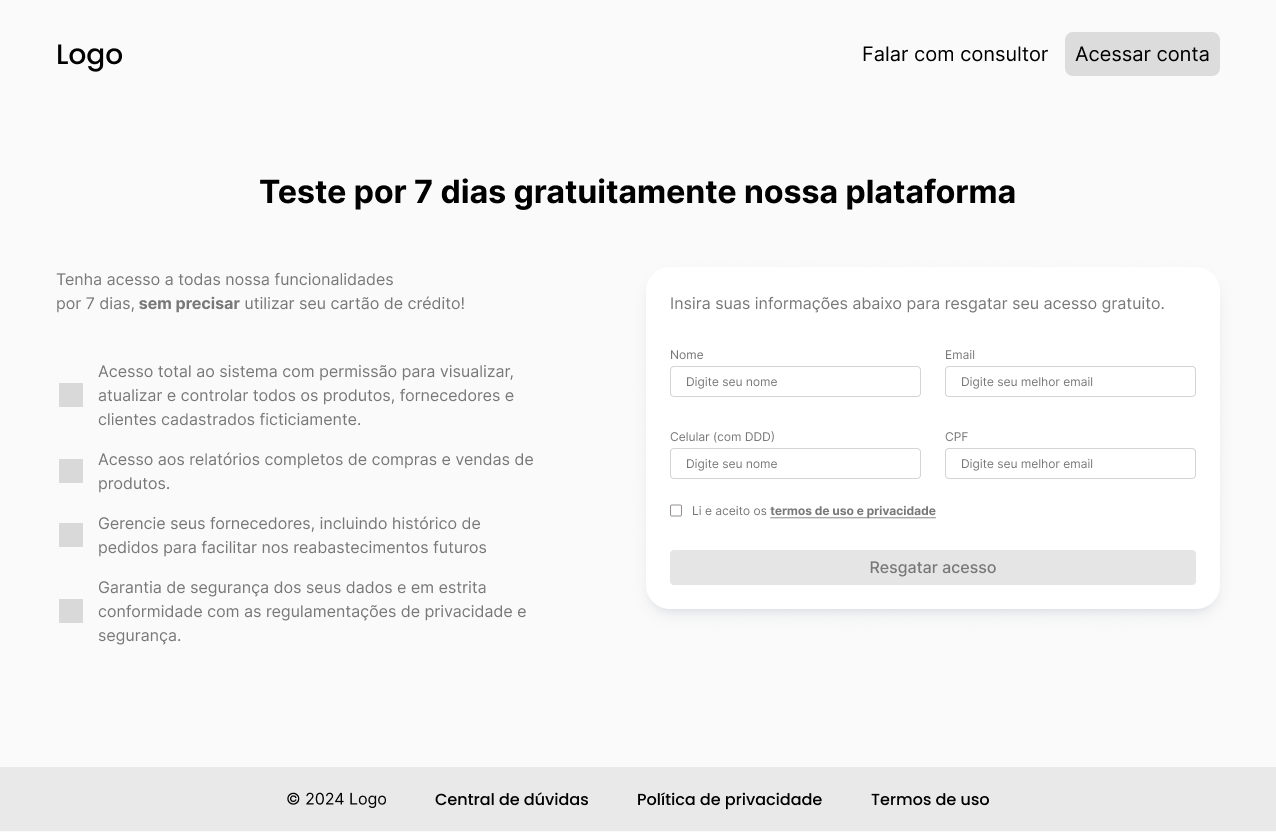 Logo
Falar com consultor
Acessar conta
Teste por 7 dias gratuitamente nossa plataforma
Tenha acesso a todas nossa funcionalidades
por 7 dias, sem precisar utilizar seu cartão de crédito!
Acesso total ao sistema com permissão para visualizar,
atualizar e controlar todos os produtos, fornecedores e
clientes cadastrados ficticiamente.
Acesso aos relatórios completos de compras e vendas de
produtos.
Gerencie seus fornecedores, incluindo histórico de
pedidos para facilitar nos reabastecimentos futuros
Garantia de segurança dos seus dados e em estrita
conformidade com as regulamentações de privacidade e
segurança.
Insira suas informações abaixo para resgatar seu acesso gratuito.
Nome
Digite seu nome
Email
Digite seu melhor email
Celular (com DDD)
Digite seu nome
CPF
Digite seu melhor email
Li e aceito os termos de uso e privacidade
Resgatar acesso
© 2024 Logo
Central de dúvidas
Política de privacidade
Termos de uso